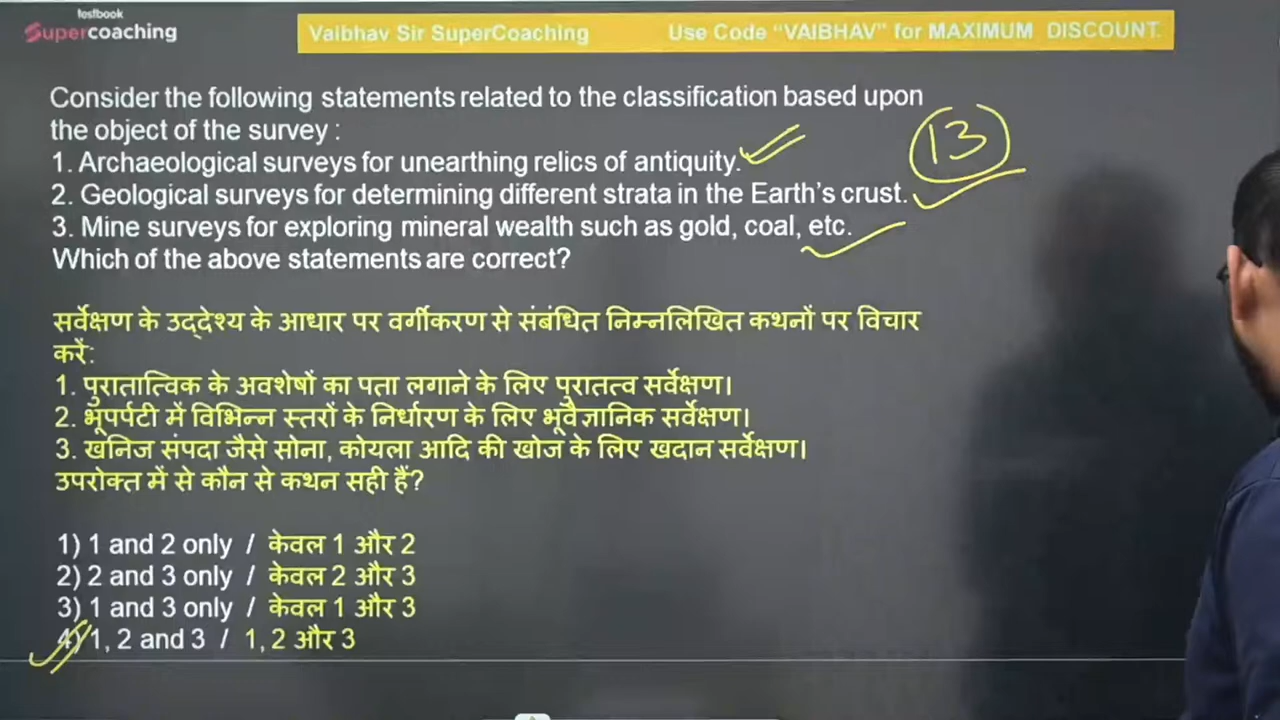 testbook
Supercoaching
Vaibhav Sir SuperCoaching Use Code “VAIBHAV” for MAXIMUM DISCOUNT.
Consider the following statements related to the classification based upon
the object of the survey :
13
1. Archaeological surveys for unearthing relics of antiquity.
2. Geological surveys for determining different strata in the Earth’s crust.
3. Mine surveys for exploring mineral wealth such as gold, coal, etc.
Which of the above statements are correct?
सर्वेक्षण के उद्देश्य के आधार पर वर्गीकरण से संबंधित निम्नलिखित कथनों पर विचार
करें:
1. पुरातात्विक के अवशेषों का पता लगाने के लिए पुरातत्व सर्वेक्षण।
2. भूपर्पटी में विभिन्न स्तरों के निर्धारण के लिए भूवैज्ञानिक सर्वेक्षण।
3. खनिज संपदा जैसे सोना, कोयला आदि की खोज के लिए खदान सर्वेक्षण।
उपरोक्त में से कौन से कथन सही हैं?
1) 1 and 2 only / केवल 1 और 2
2) 2 and 3 only / केवल 2 और 3
3) 1 and 3 only / केवल 1 और 3
4) 1, 2 and 3 / 1, 2 और 3